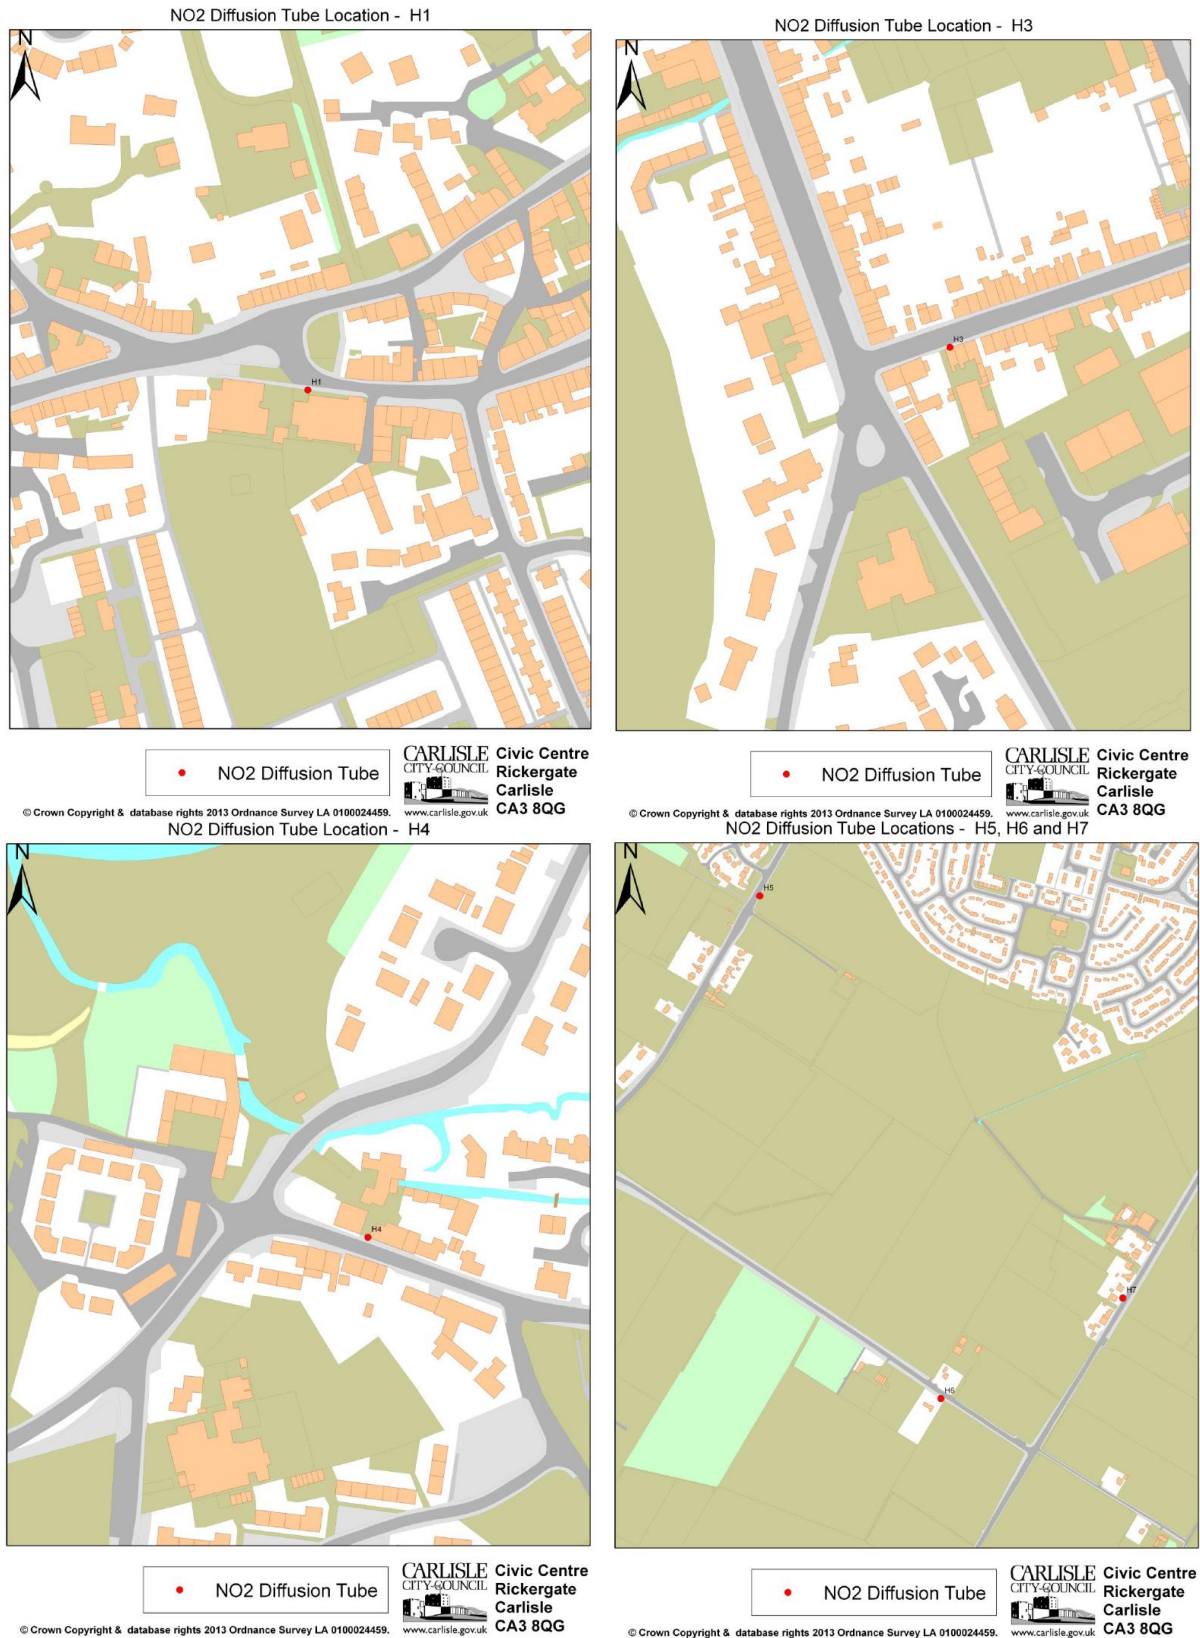 NO2 Diffusion Tube Location - H1
N
H1
NO2 Diffusion Tube
CARLISLE
CITY-COUNCIL
www.carlisle.gov.uk
Civic Centre
Rickergate
Carlisle
CA3 8QG
© Crown Copyright & database rights 2013 Ordnance Survey LA 0100024459.
NO2 Diffusion Tube Location - H3
N
H3
NO2 Diffusion Tube
CARLISLE
CITY-COUNCIL
www.carlisle.gov.uk
Civic Centre
Rickergate
Carlisle
CA3 8QG
© Crown Copyright & database rights 2013 Ordnance Survey LA 0100024459.
NO2 Diffusion Tube Location - H4
N
H4
NO2 Diffusion Tube
CARLISLE
CITY-COUNCIL
www.carlisle.gov.uk
Civic Centre
Rickergate
Carlisle
CA3 8QG
© Crown Copyright & database rights 2013 Ordnance Survey LA 0100024459.
NO2 Diffusion Tube Locations - H5, H6 and H7
N
H5
H7
H6
NO2 Diffusion Tube
CARLISLE
CITY-COUNCIL
www.carlisle.gov.uk
Civic Centre
Rickergate
Carlisle
CA3 8QG
© Crown Copyright & database rights 2013 Ordnance Survey LA 0100024459.